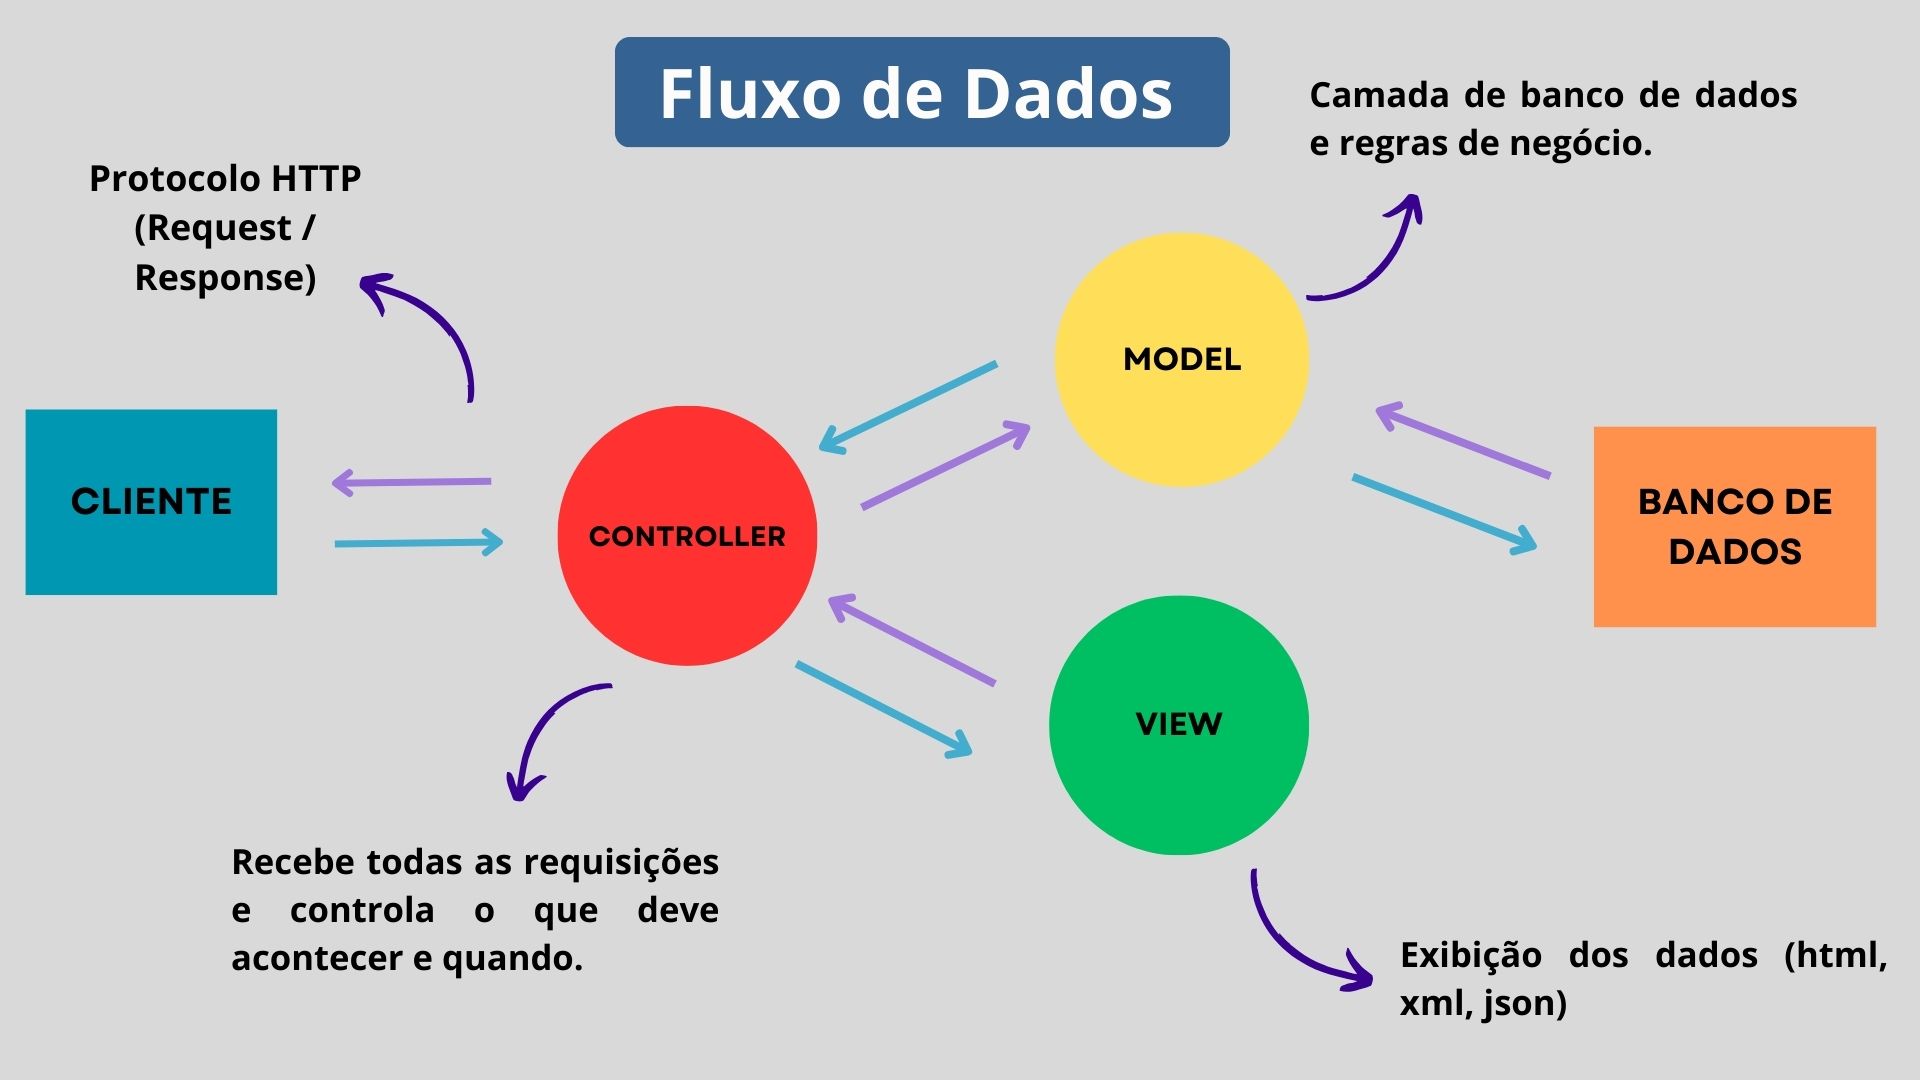 Fluxo de Dados
Camada de banco de dados
e regras de negócio.
Protocolo HTTP
(Request /
Response)
MODEL
CLIENTE
CONTROLLER
BANCO DE
DADOS
VIEW
Recebe todas as requisições
e controla o que deve
acontecer e quando.
Exibição dos dados (html,
xml, json)